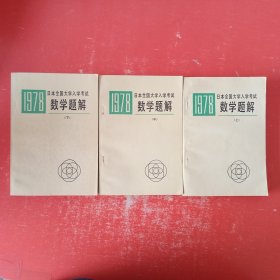 1978
日本全国大学入学考试
数学题解
(下)
1978
日本全国大学入学考试
数学题解
(中)
1978
日本全国大学入学考试
数学题解
(上)